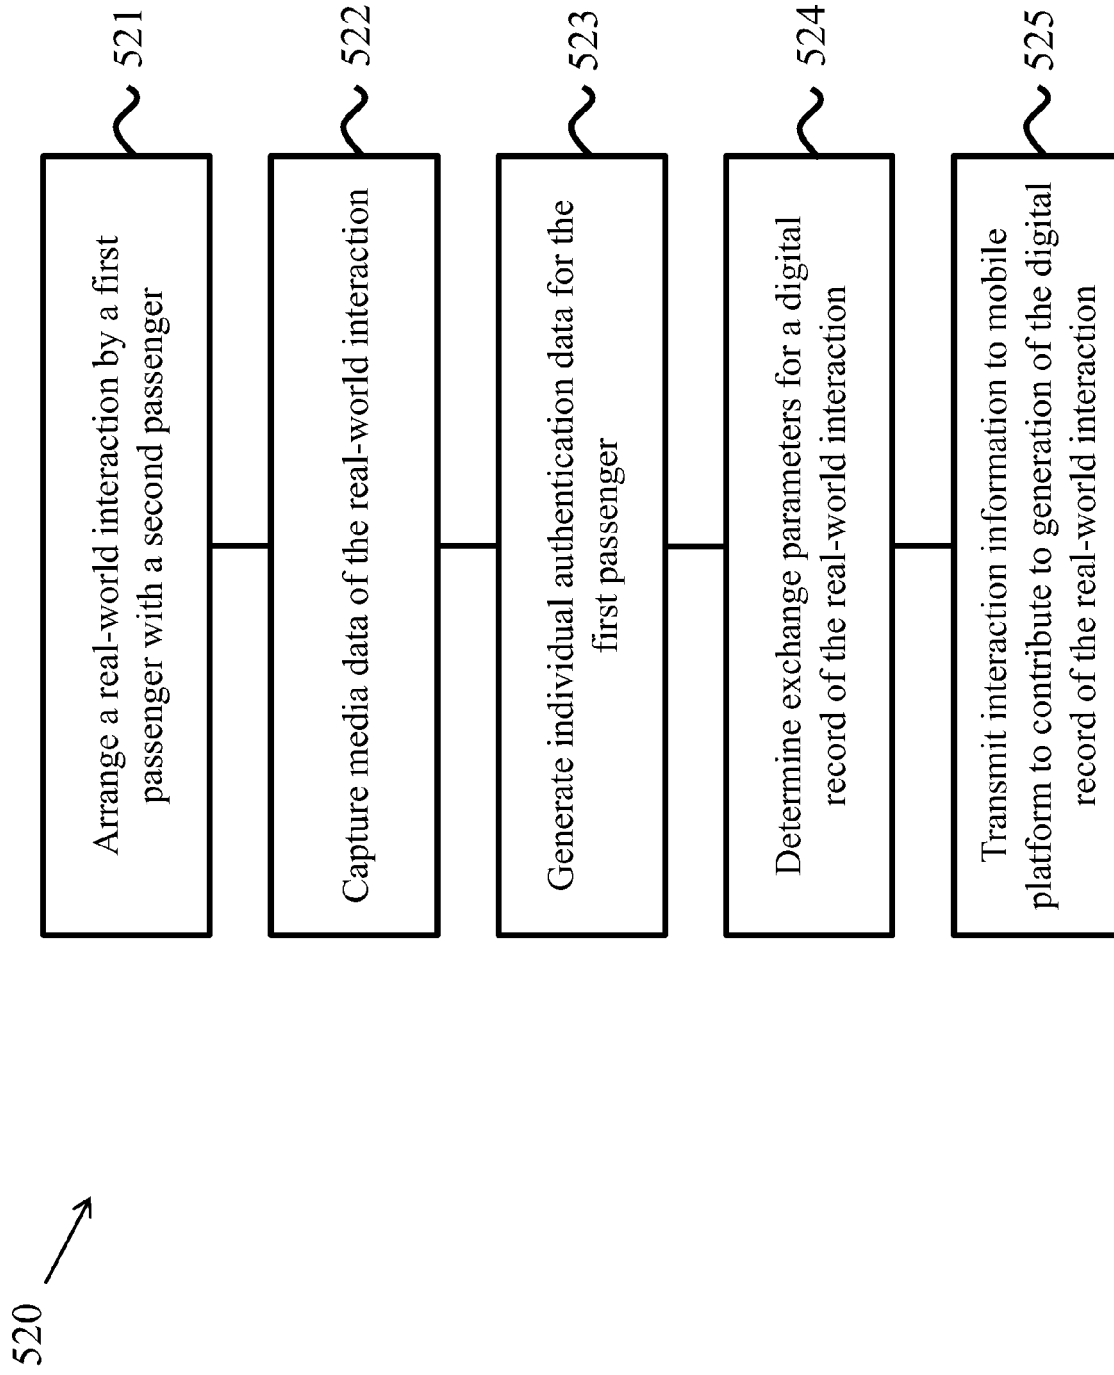 520
Arrange a real-world interaction by a first
passenger with a second passenger
521
Capture media data of the real-world interaction
522
Generate individual authentication data for the
first passenger
523
Determine exchange parameters for a digital
record of the real-world interaction
524
Transmit interaction information to mobile
platform to contribute to generation of the digital
record of the real-world interaction
525